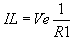 IL = Ve 1/R1